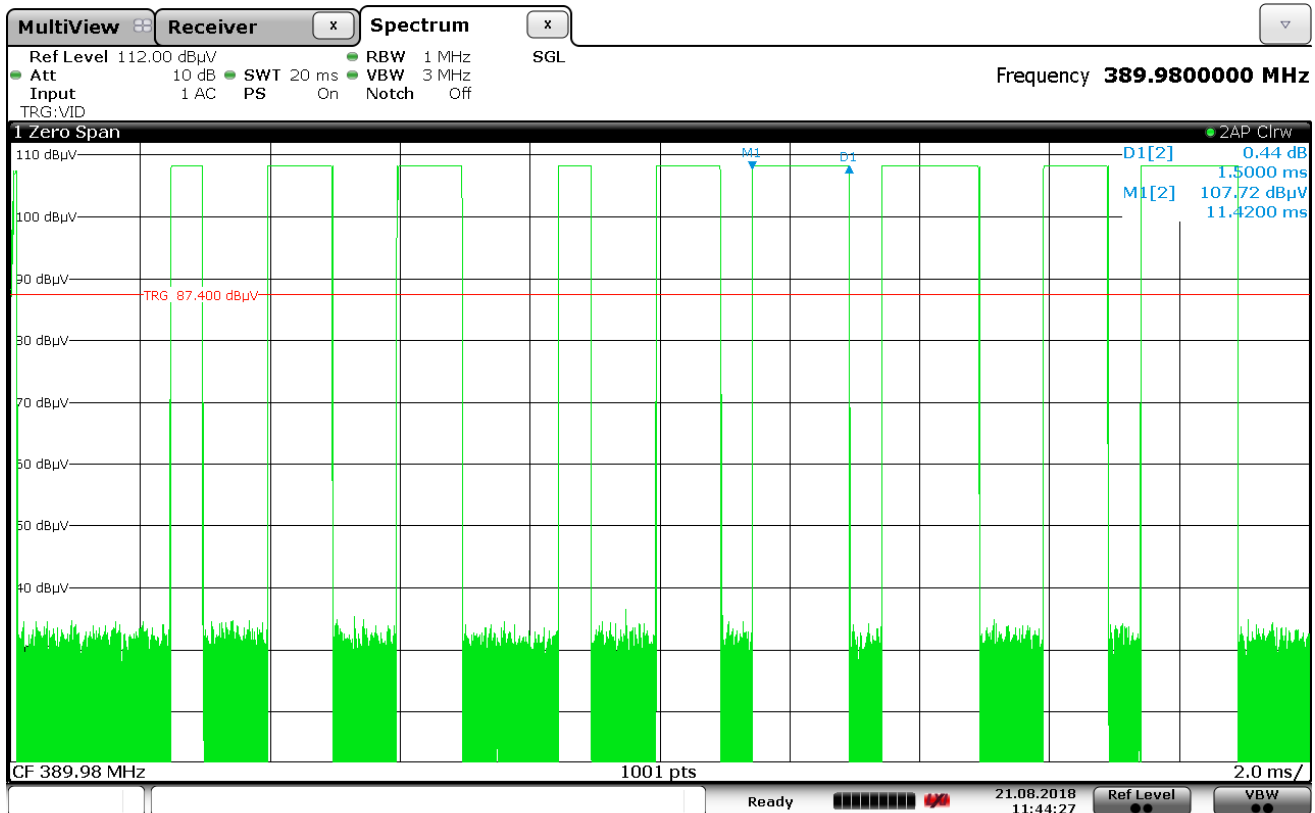 MultiView Receiver x Spectrum x
Ref Level 112.00 dBµV RBW 1 MHz SGL
Att 10 dB SWT 20 ms VBW 3 MHz Frequency 389.9800000 MHz
Input 1 AC PS On Notch Off
TRG:VID
1 Zero Span 2AP Clrw
110 dBµV M1 D1 D1[2] 0.44 dB
1.5000 ms
M1[2] 107.72 dBµV
100 dBµV 11.4200 ms
90 dBµV
TRG 87.400 dBµV
80 dBµV
70 dBµV
60 dBµV
50 dBµV
40 dBµV
CF 389.98 MHz 1001 pts 2.0 ms/
Ready 21.08.2018 Ref Level VBW
11:44:27